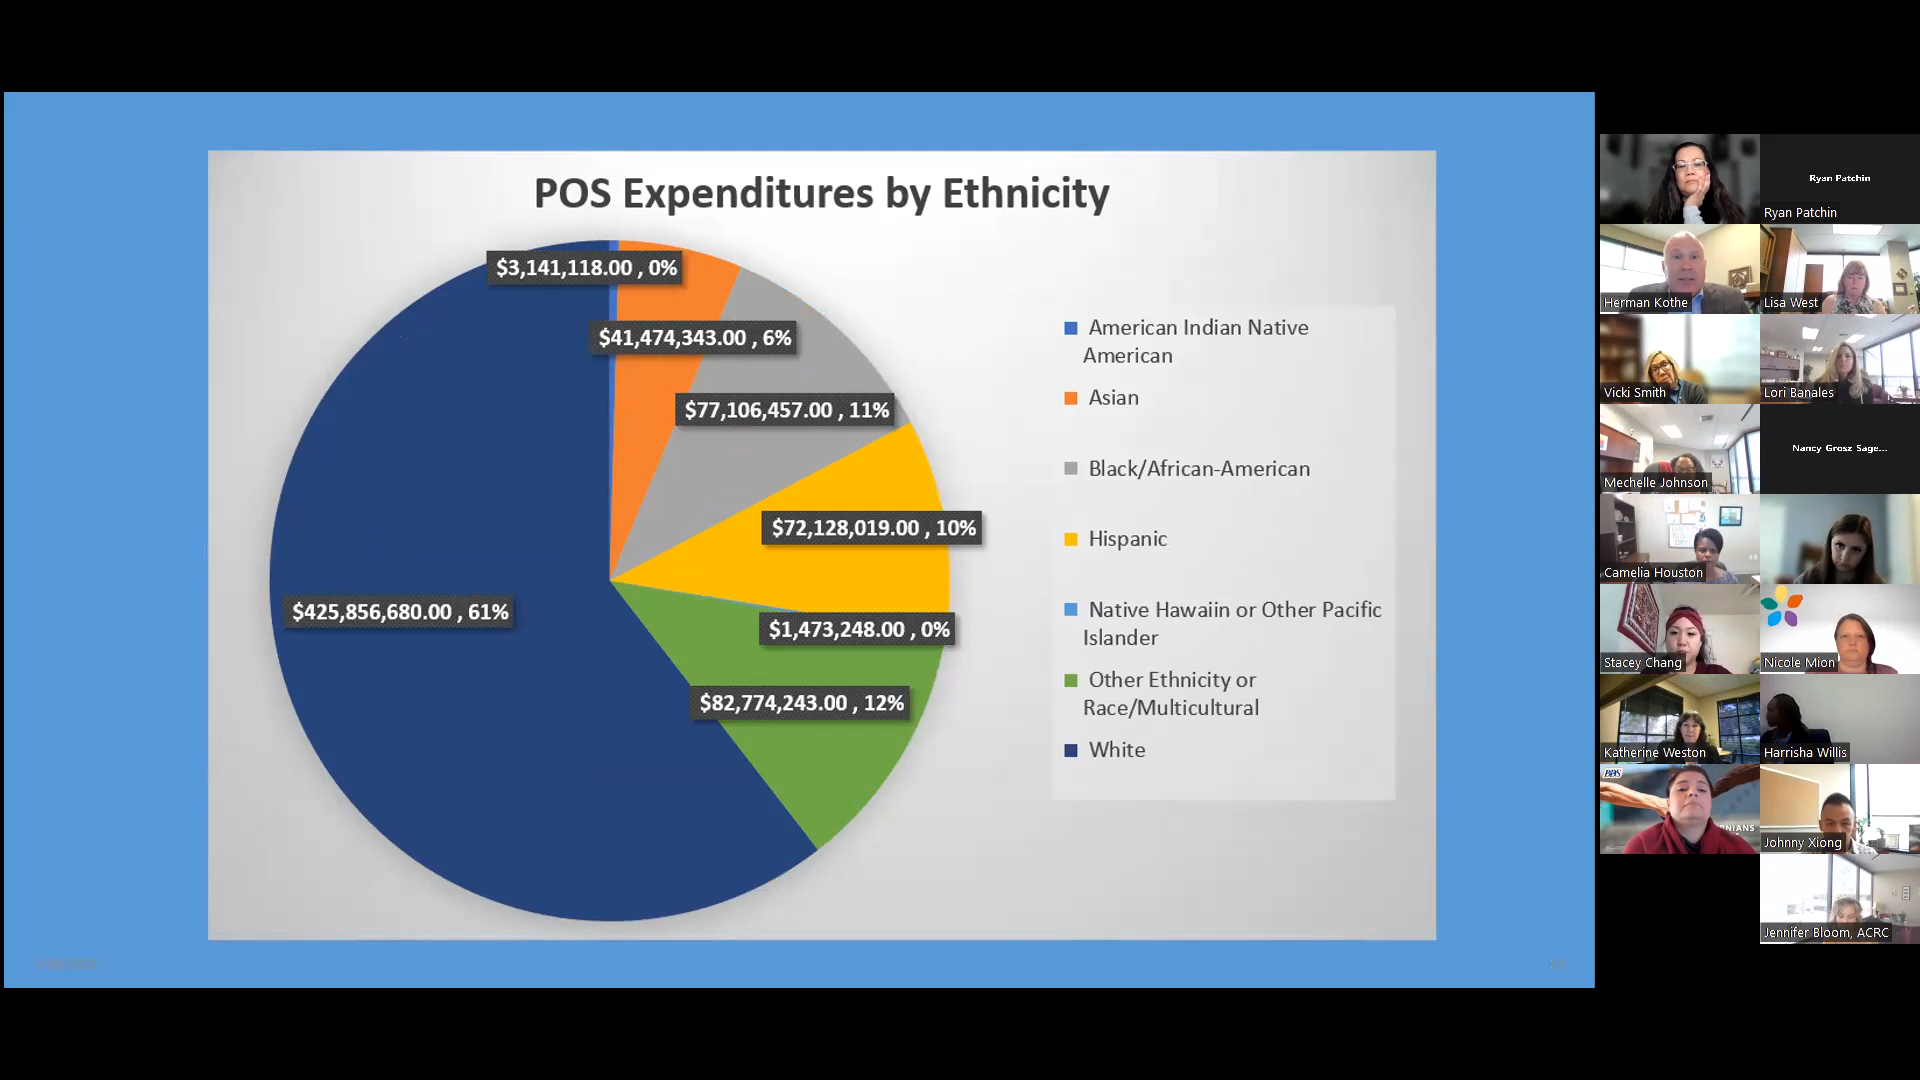 POS Expenditures by Ethnicity
$3,141,118.00 , 0%
$41,474,343.00 , 6%
$77,106,457.00 , 11%
$72,128,019.00 , 10%
$425,856,680.00 , 61%
$1,473,248.00 , 0%
$82,774,243.00 , 12%
American Indian Native
American
Asian
Black/African-American
Hispanic
Native Hawaiin or Other Pacific
Islander
Other Ethnicity or
Race/Multicultural
White
Ryan Patchin
Ryan Patchin
Herman Kothe
Lisa West
Vicki Smith
Lori Banales
Mechelle Johnson
Nancy Grosz Sage...
Camelia Houston
Stacey Chang
Nicole Mion
Katherine Weston
Harrisha Willis
DDS
NIANS
Johnny Xiong
Jennifer Bloom, ACRC